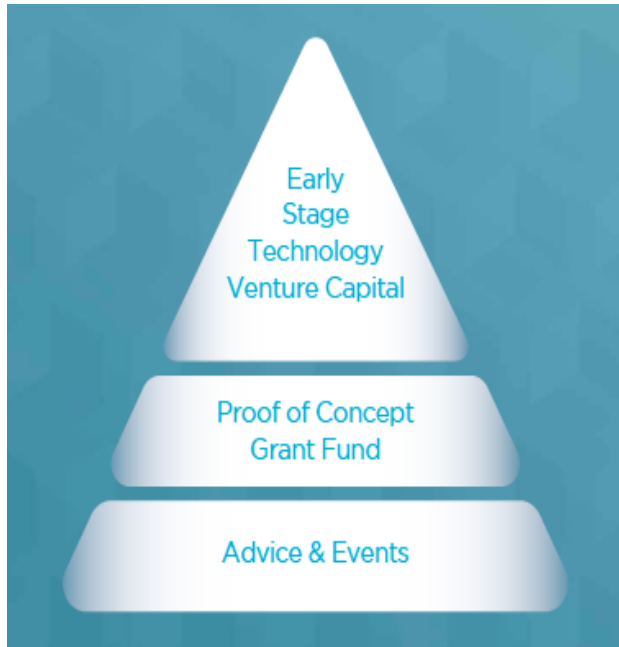 Early
Stage
Technology
Venture Capital
Proof of Concept
Grant Fund
Advice & Events